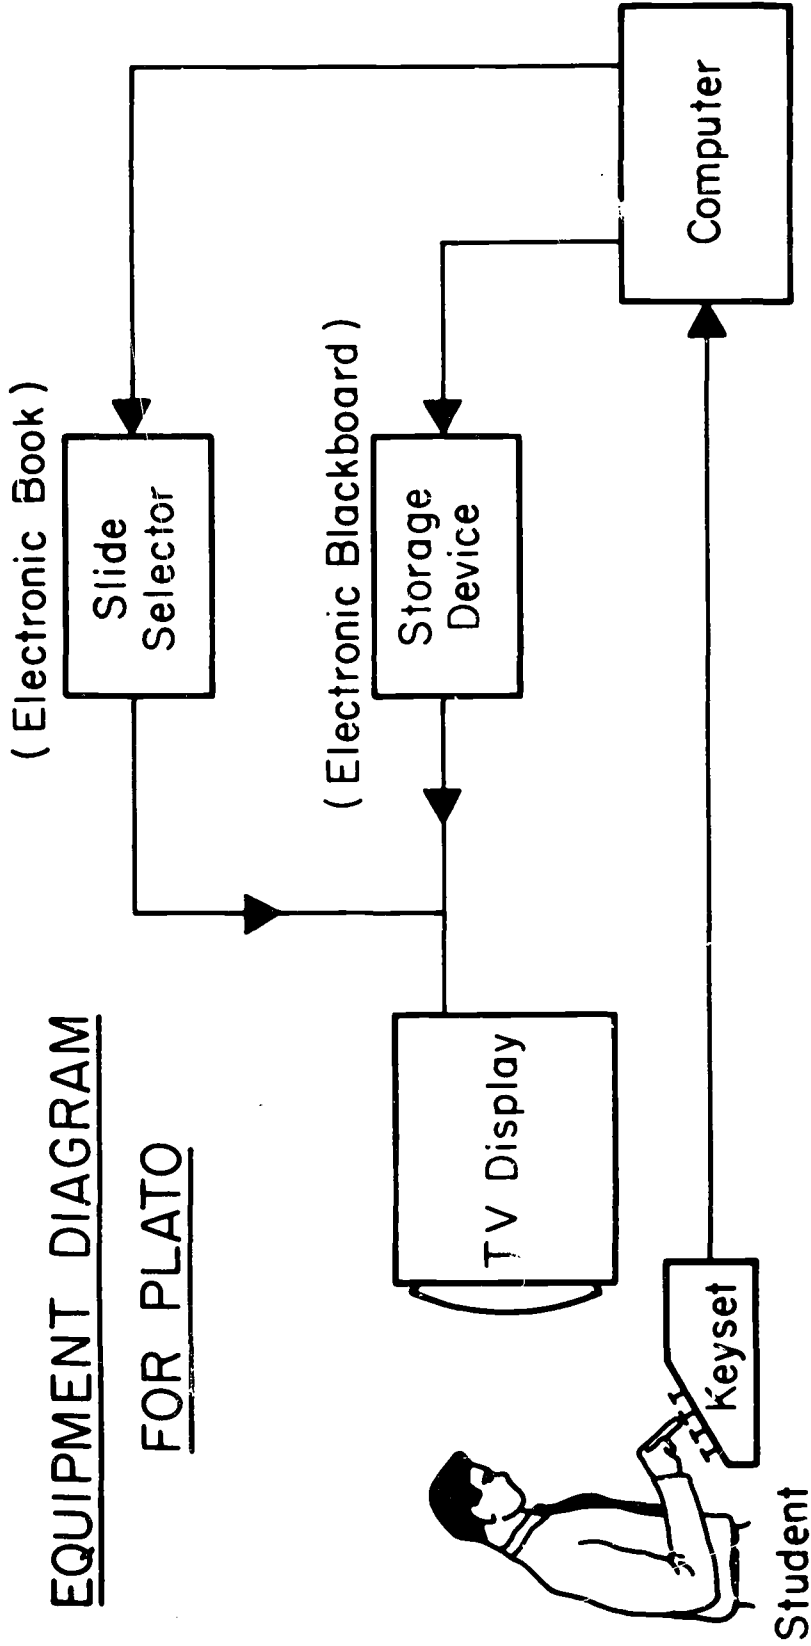 EQUIPMENT DIAGRAM
FOR PLATO
(Electronic Book)
Slide
Selector
(Electronic Blackboard)
Storage
Device
TV Display
Computer
Keyset
Student